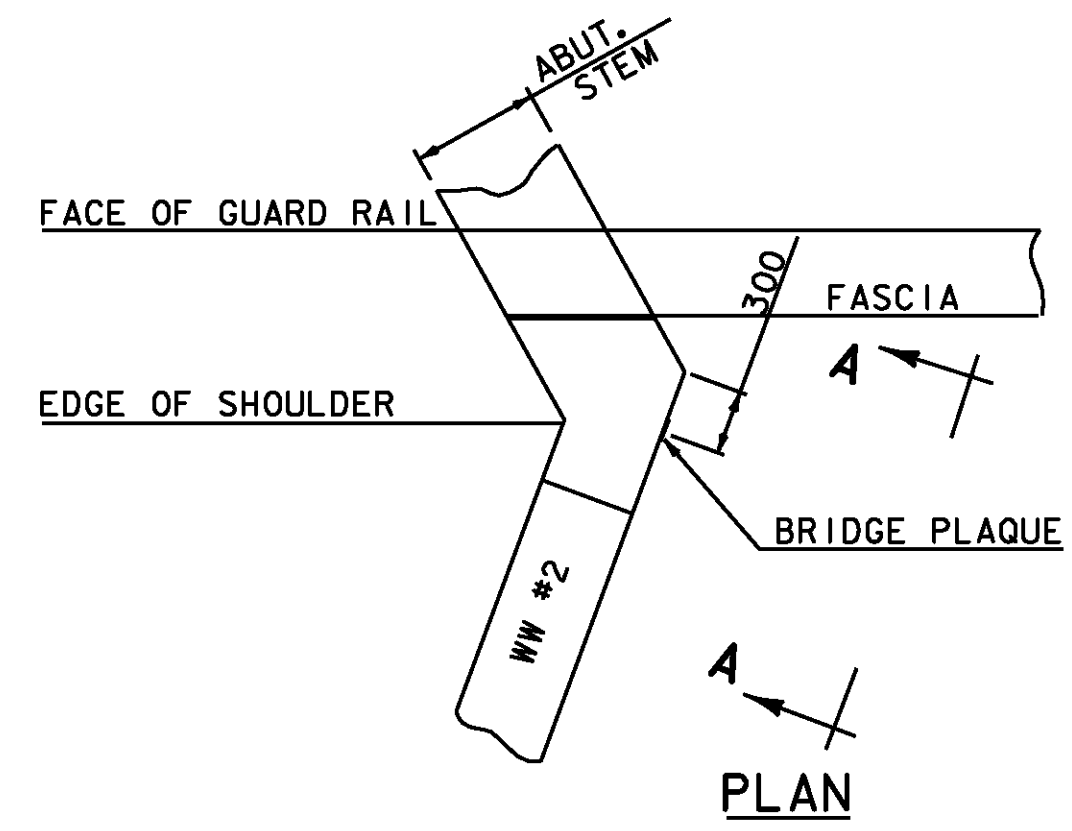 ABUT.
STEM
FACE OF GUARD RAIL
300
FASCIA
A
EDGE OF SHOULDER
BRIDGE PLAQUE
WW #2
A
PLAN